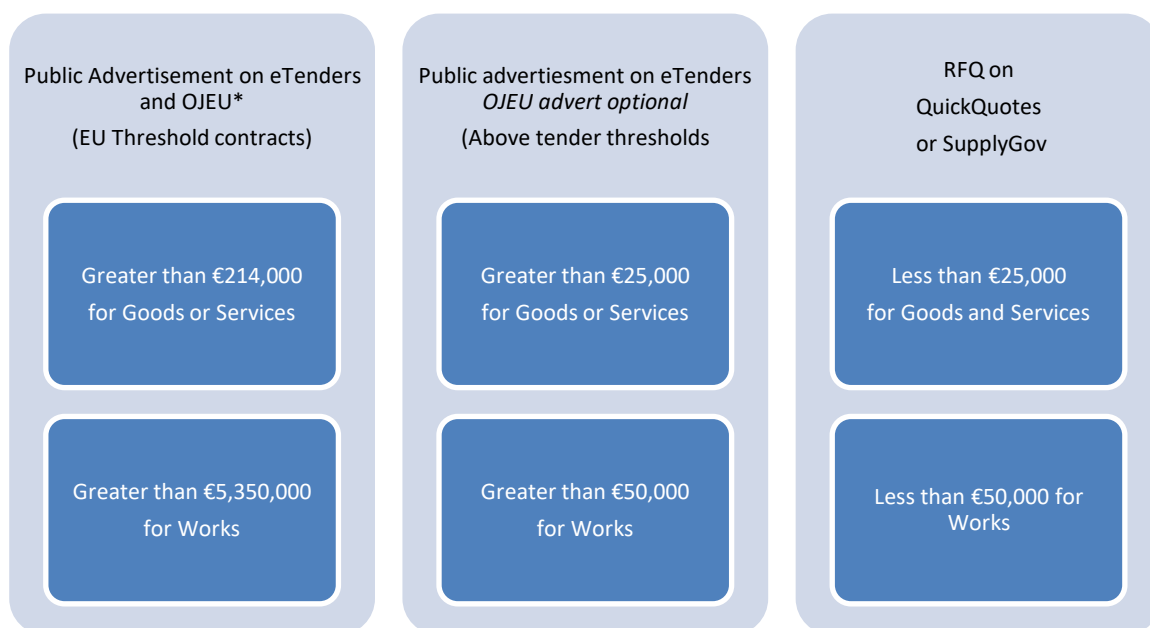 Public Advertisement on eTenders
and OJEU*
(EU Threshold contracts)
Greater than €214,000
for Goods or Services
Greater than €5,350,000
for Works
Public advertiesment on eTenders
OJEU advert optional
(Above tender thresholds
Greater than €25,000
for Goods or Services
Greater than €50,000
for Works
RFQ on
QuickQuotes
or SupplyGov
Less than €25,000
for Goods and Services
Less than €50,000 for
Works